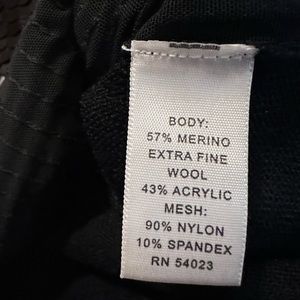 BODY:
57% MERINO
EXTRA FINE
WOOL
43% ACRYLIC
MESH:
90% NYLON
10% SPANDEX
RN 54023